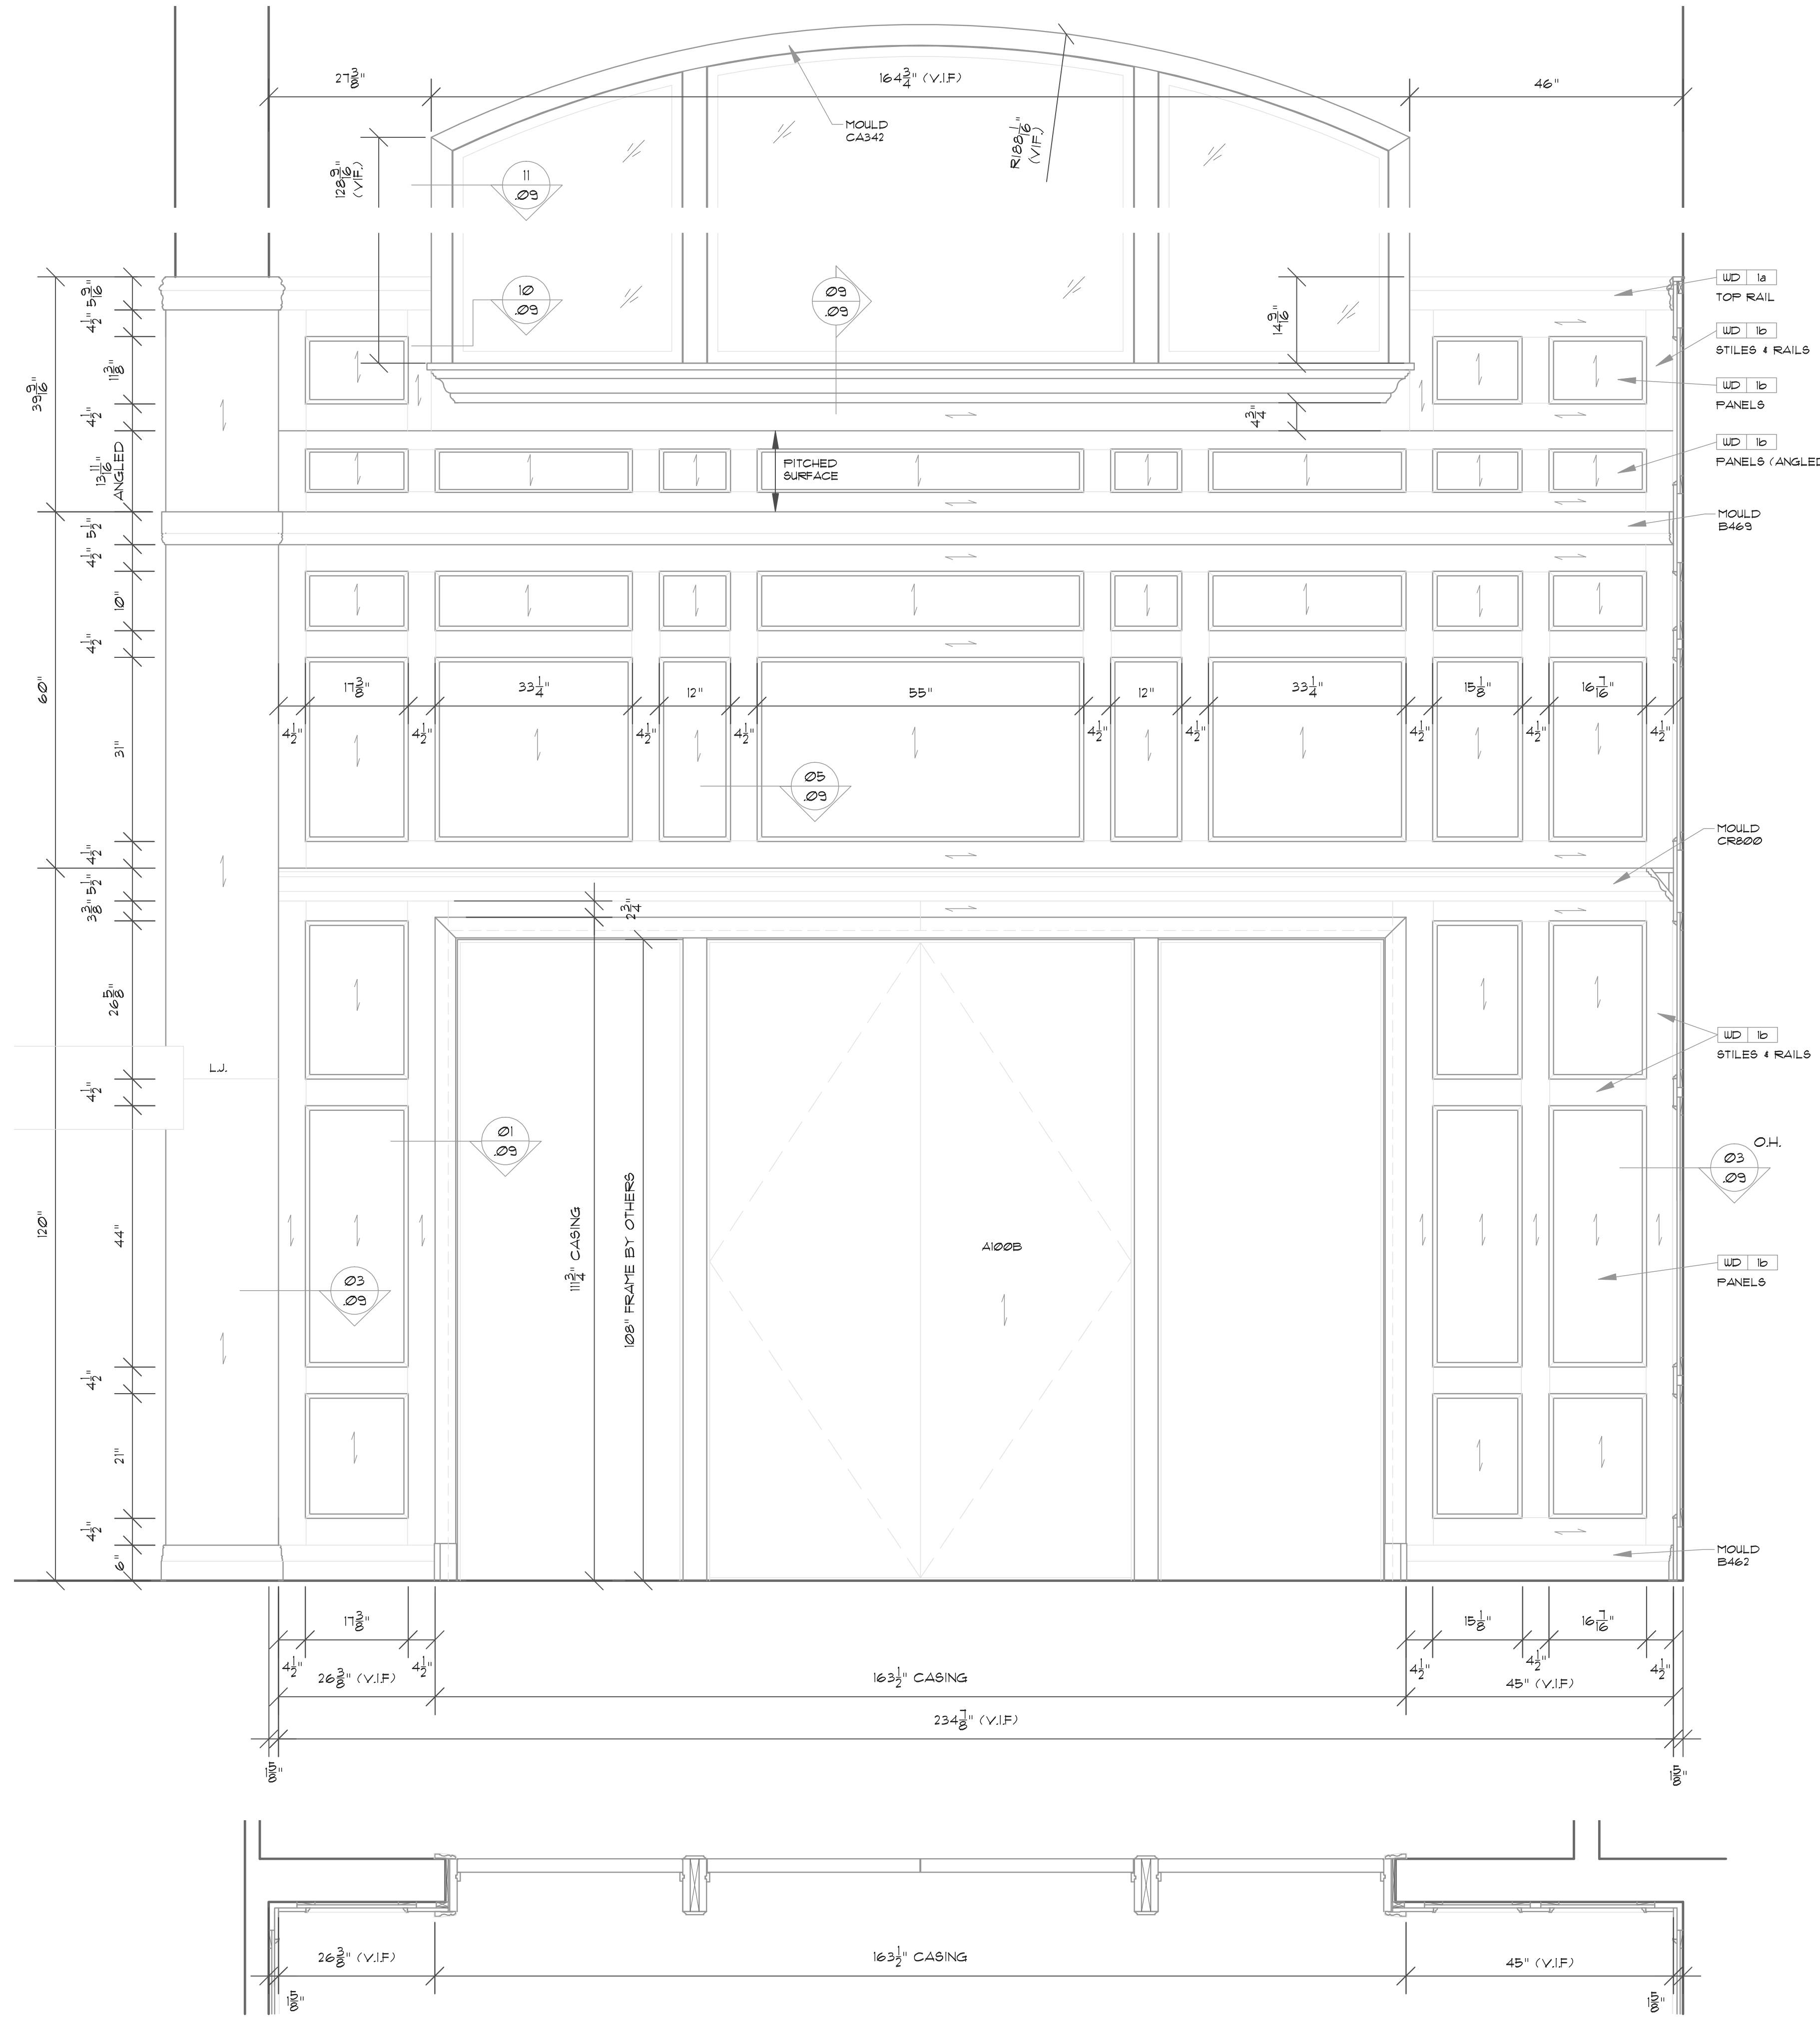 27 3/8"
164 3/4" (V.I.F)
46"
MOULD
CA342
R188 1/16"
(VIF.)
128 9/16"
(VIF.)
11
.09
10
.09
09
.09
14 9/16"
WD 1a
TOP RAIL
WD 1b
STILES & RAILS
WD 1b
PANELS
WD 1b
PANELS (ANGLED
5 9/16"
4 1/2"
11 3/8"
4 1/2"
39 9/16"
13 11/16"
ANGLED
4 3/4"
PITCHED
SURFACE
MOULD
B469
5 1/2"
4 1/2"
10"
4 1/2"
60"
31"
4 1/2"
17 3/8"
33 1/4"
12"
55"
12"
33 1/4"
15 1/8"
16 7/16"
4 1/2"
4 1/2"
4 1/2"
4 1/2"
4 1/2"
4 1/2"
4 1/2"
4 1/2"
4 1/2"
05
.09
MOULD
CR800
5 1/2"
3 3/8"
2 3/4"
26 5/8"
L.J.
4 1/2"
WD 1b
STILES & RAILS
01
.09
O.H.
03
.09
120"
44"
111 3/4" CASING
108" FRAME BY OTHERS
A100B
WD 1b
PANELS
03
.09
4 1/2"
21"
4 1/2"
6"
MOULD
B462
17 3/8"
15 1/8"
16 7/16"
4 1/2"
4 1/2"
4 1/2"
4 1/2"
4 1/2"
26 3/8" (V.I.F)
163 1/2" CASING
45" (V.I.F)
234 7/8" (V.I.F)
1 5/8"
1 5/8"
26 3/8" (V.I.F)
163 1/2" CASING
45" (V.I.F)
1 5/8"
1 5/8"